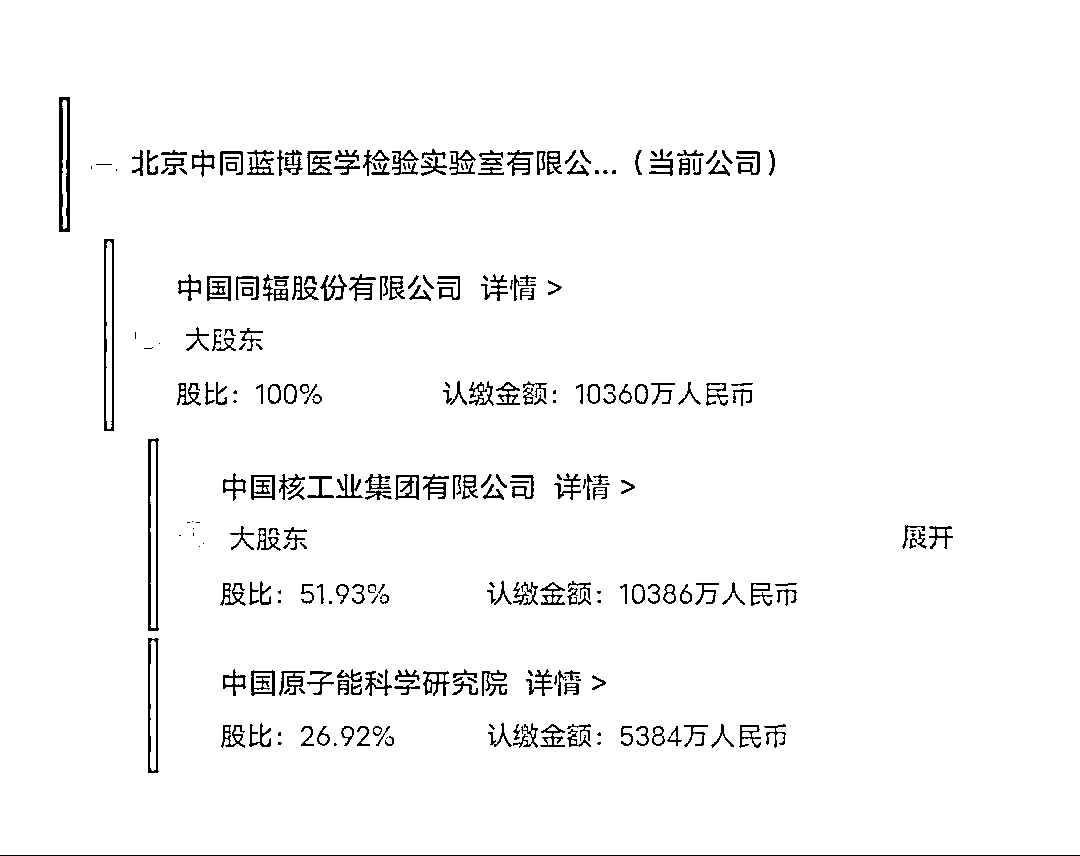 北京中同蓝博医学检验实验室有限公...（当前公司）
中国同辐股份有限公司 详情 >
大股东
股比：100% 认缴金额：10360万人民币
中国核工业集团有限公司 详情 >
大股东 展开
股比：51.93% 认缴金额：10386万人民币
中国原子能科学研究院 详情 >
股比：26.92% 认缴金额：5384万人民币